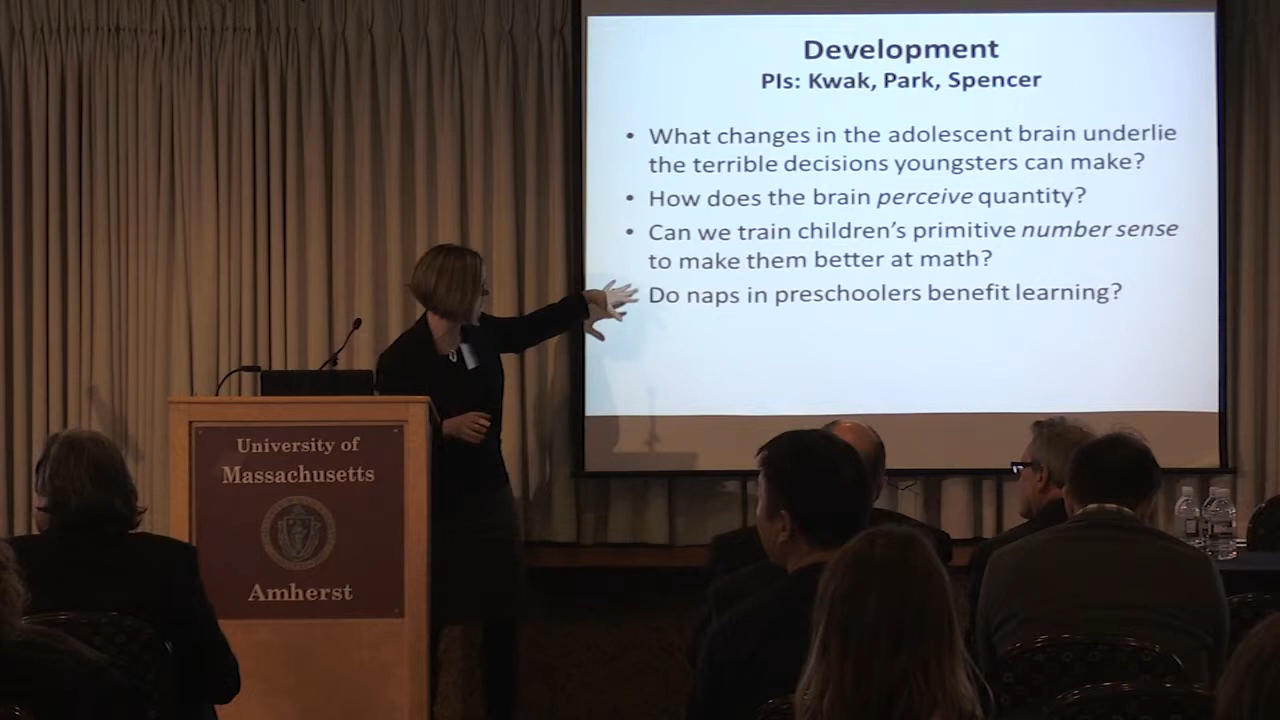 Development
PIs: Kwak, Park, Spencer
• What changes in the adolescent brain underlie
the terrible decisions youngsters can make?
• How does the brain perceive quantity?
• Can we train children's primitive number sense
to make them better at math?
Do naps in preschoolers benefit learning?
University of
Massachusetts
Amherst